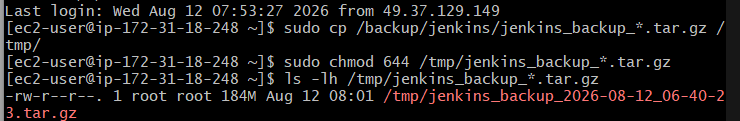 Last login: Wed Aug 12 07:53:27 2026 from 49.37.129.149
[ec2-user@ip-172-31-18-248 ~]$ sudo cp /backup/jenkins/jenkins_backup_*.tar.gz /
tmp/
[ec2-user@ip-172-31-18-248 ~]$ sudo chmod 644 /tmp/jenkins_backup_*.tar.gz
[ec2-user@ip-172-31-18-248 ~]$ ls -lh /tmp/jenkins_backup_*.tar.gz
-rw-r--r--. 1 root root 184M Aug 12 08:01 /tmp/jenkins_backup_2026-08-12_06-40-2
3.tar.gz